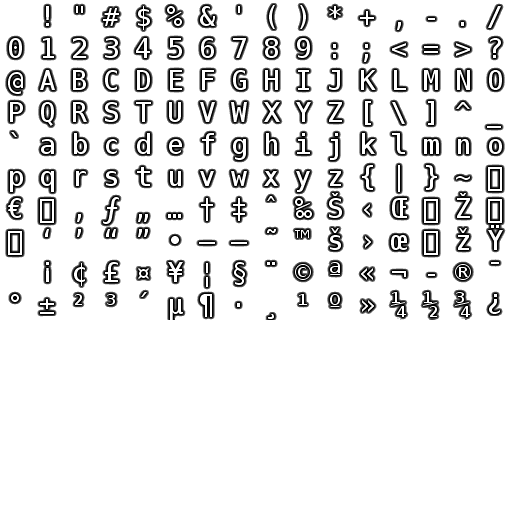 ! " # $ % & ' ( ) * + , - . /
0 1 2 3 4 5 6 7 8 9 : ; < = > ?
@ A B C D E F G H I J K L M N O
P Q R S T U V W X Y Z [ \ ] ^ _
` a b c d e f g h i j k l m n o
p q r s t u v w x y z { | } ~ ▯
€ ▯ ‚ ƒ „ … † ‡ ˆ ‰ Š ‹ Œ ▯ Ž ▯
▯ ‘ ’ “ ” • – — ˜ ™ š › œ ▯ ž Ÿ
¡ ¢ £ ¤ ¥ ¦ § ¨ © ª « ¬ - ® ¯
° ± ² ³ ´ µ ¶ · ¸ ¹ º » ¼ ½ ¾ ¿